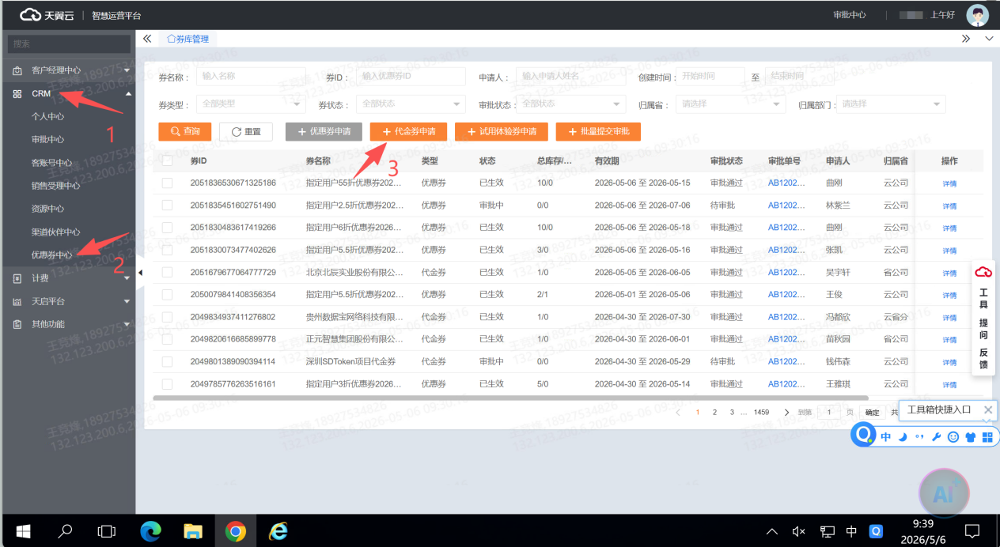 天翼云 | 智慧运营平台 审批中心 | 上午好
搜索 券库管理
客户经理中心
CRM
个人中心
1
审批中心
客账号中心
销售受理中心
资源中心
渠道伙伴中心
优惠券中心
2
计费
天启平台
其他功能
券名称： 输入名称 券ID： 输入优惠券ID 申请人： 输入申请人姓名 创建时间： 开始时间 至 结束时间
券类型： 全部类型 券状态： 全部状态 审批状态： 全部状态 归属省： 请选择 归属部门： 请选择
查询 重置 + 优惠券申请 + 代金券申请 + 试用体验券申请 + 批量提交审批
3
券ID 券名称 类型 状态 总库存/... 有效期 审批状态 审批单号 申请人 归属省 操作
2051836530671325186 指定用户55折优惠券202... 优惠券 已生效 10/0 2026-05-06 至 2026-05-15 审批通过 AB1202... 曲刚 云公司 详情
2051835451602751490 指定用户2.5折优惠券202... 优惠券 审批中 0/0 2026-05-06 至 2026-07-06 待审批 AB1202... 林紫兰 云公司 详情
2051830483617419266 指定用户6折优惠券2026... 优惠券 已生效 10/0 2026-05-06 至 2026-05-18 审批通过 AB1202... 曲刚 云公司 详情
2051830073477402626 指定用户5.5折优惠券202... 优惠券 已生效 3/0 2026-05-06 至 2026-05-16 审批通过 AB1202... 张凯 云公司 详情
2051679677064777729 北京北辰实业股份有限公... 代金券 已生效 1/0 2026-05-05 至 2026-06-05 审批通过 AB1202... 吴宇轩 省公司 详情
2050079841408356354 指定用户5.5折优惠券202... 优惠券 已生效 2/1 2026-05-01 至 2026-05-06 审批通过 AB1202... 王俊 云公司 详情
2049834937411276802 贵州数据宝网络科技有限... 代金券 已生效 1/0 2026-04-30 至 2026-07-30 审批通过 AB1202... 冯都欣 云省分 详情
2049820616685899778 正元智慧集团股份有限公... 代金券 已生效 1/0 2026-04-30 至 2026-06-01 审批通过 AB1202... 苗秋园 省公司 详情
2049801389090394114 深圳SDToken项目代金券 代金券 审批中 0/0 2026-04-30 至 2026-05-29 待审批 AB1202... 钱伟森 云公司 详情
2049785776263516161 指定用户3折优惠券2026... 优惠券 已生效 5/0 2026-04-30 至 2026-05-14 审批通过 AB1202... 王雅琪 云公司 详情
1 2 3 ... 1459 到第 1 页 确定 共
工具箱快捷入口
工具 提问 反馈
中
AI
中 9:39
2026/5/6